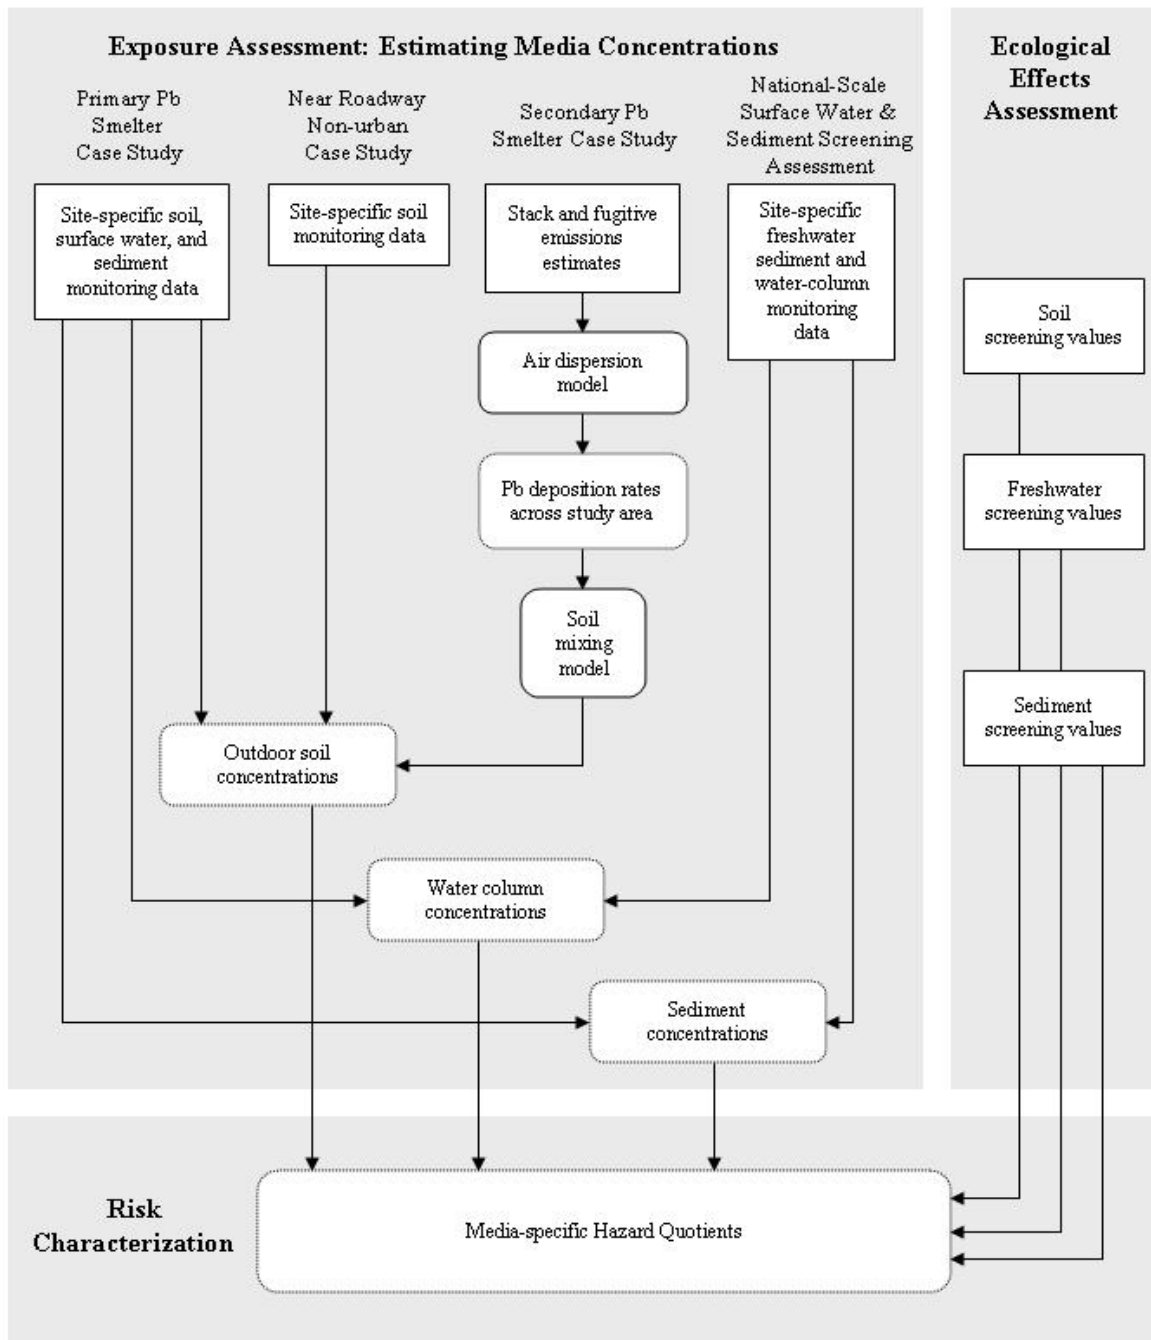 Exposure Assessment: Estimating Media Concentrations
Primary Pb
Smelter
Case Study
Near Roadway
Non-urban
Case Study
Secondary Pb
Smelter Case Study
National-Scale
Surface Water &
Sediment Screening
Assessment
Ecological
Effects
Assessment
Site-specific soil,
surface water, and
sediment
monitoring data
Site-specific soil
monitoring data
Stack and fugitive
emissions
estimates
Site-specific
freshwater
sediment and
water-column
monitoring
data
Soil
screening values
Air dispersion
model
Pb deposition rates
across study area
Freshwater
screening values
Soil
mixing
model
Sediment
screening values
Outdoor soil
concentrations
Water column
concentrations
Sediment
concentrations
Risk
Characterization
Media-specific Hazard Quotients